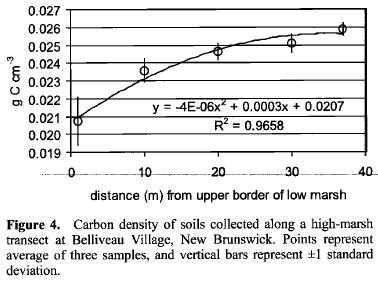 0.027
0.026
0.025
0.024
0.023
0.022
0.021
0.020
0.019
g C cm⁻³
y = -4E-06x² + 0.0003x + 0.0207
R² = 0.9658
0 10 20 30 40
distance (m) from upper border of low marsh
Figure 4. Carbon density of soils collected along a high-marsh
transect at Belliveau Village, New Brunswick. Points represent
average of three samples, and vertical bars represent ±1 standard
deviation.